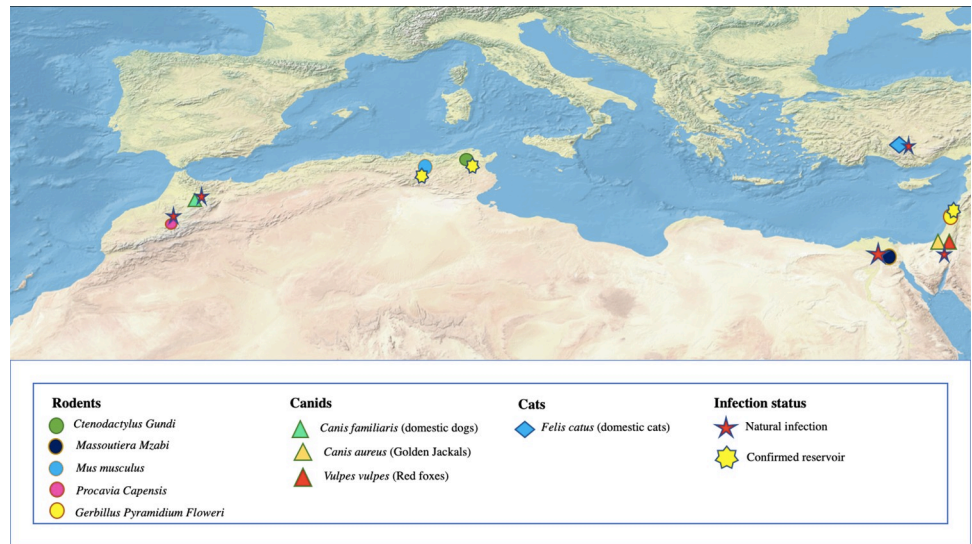 Rodents
Ctenodactylus Gundi
Massoutiera Mzabi
Mus musculus
Procavia Capensis
Gerbillus Pyramidium Floweri
Canids
Canis familiaris (domestic dogs)
Canis aureus (Golden Jackals)
Vulpes vulpes (Red foxes)
Cats
Felis catus (domestic cats)
Infection status
Natural infection
Confirmed reservoir